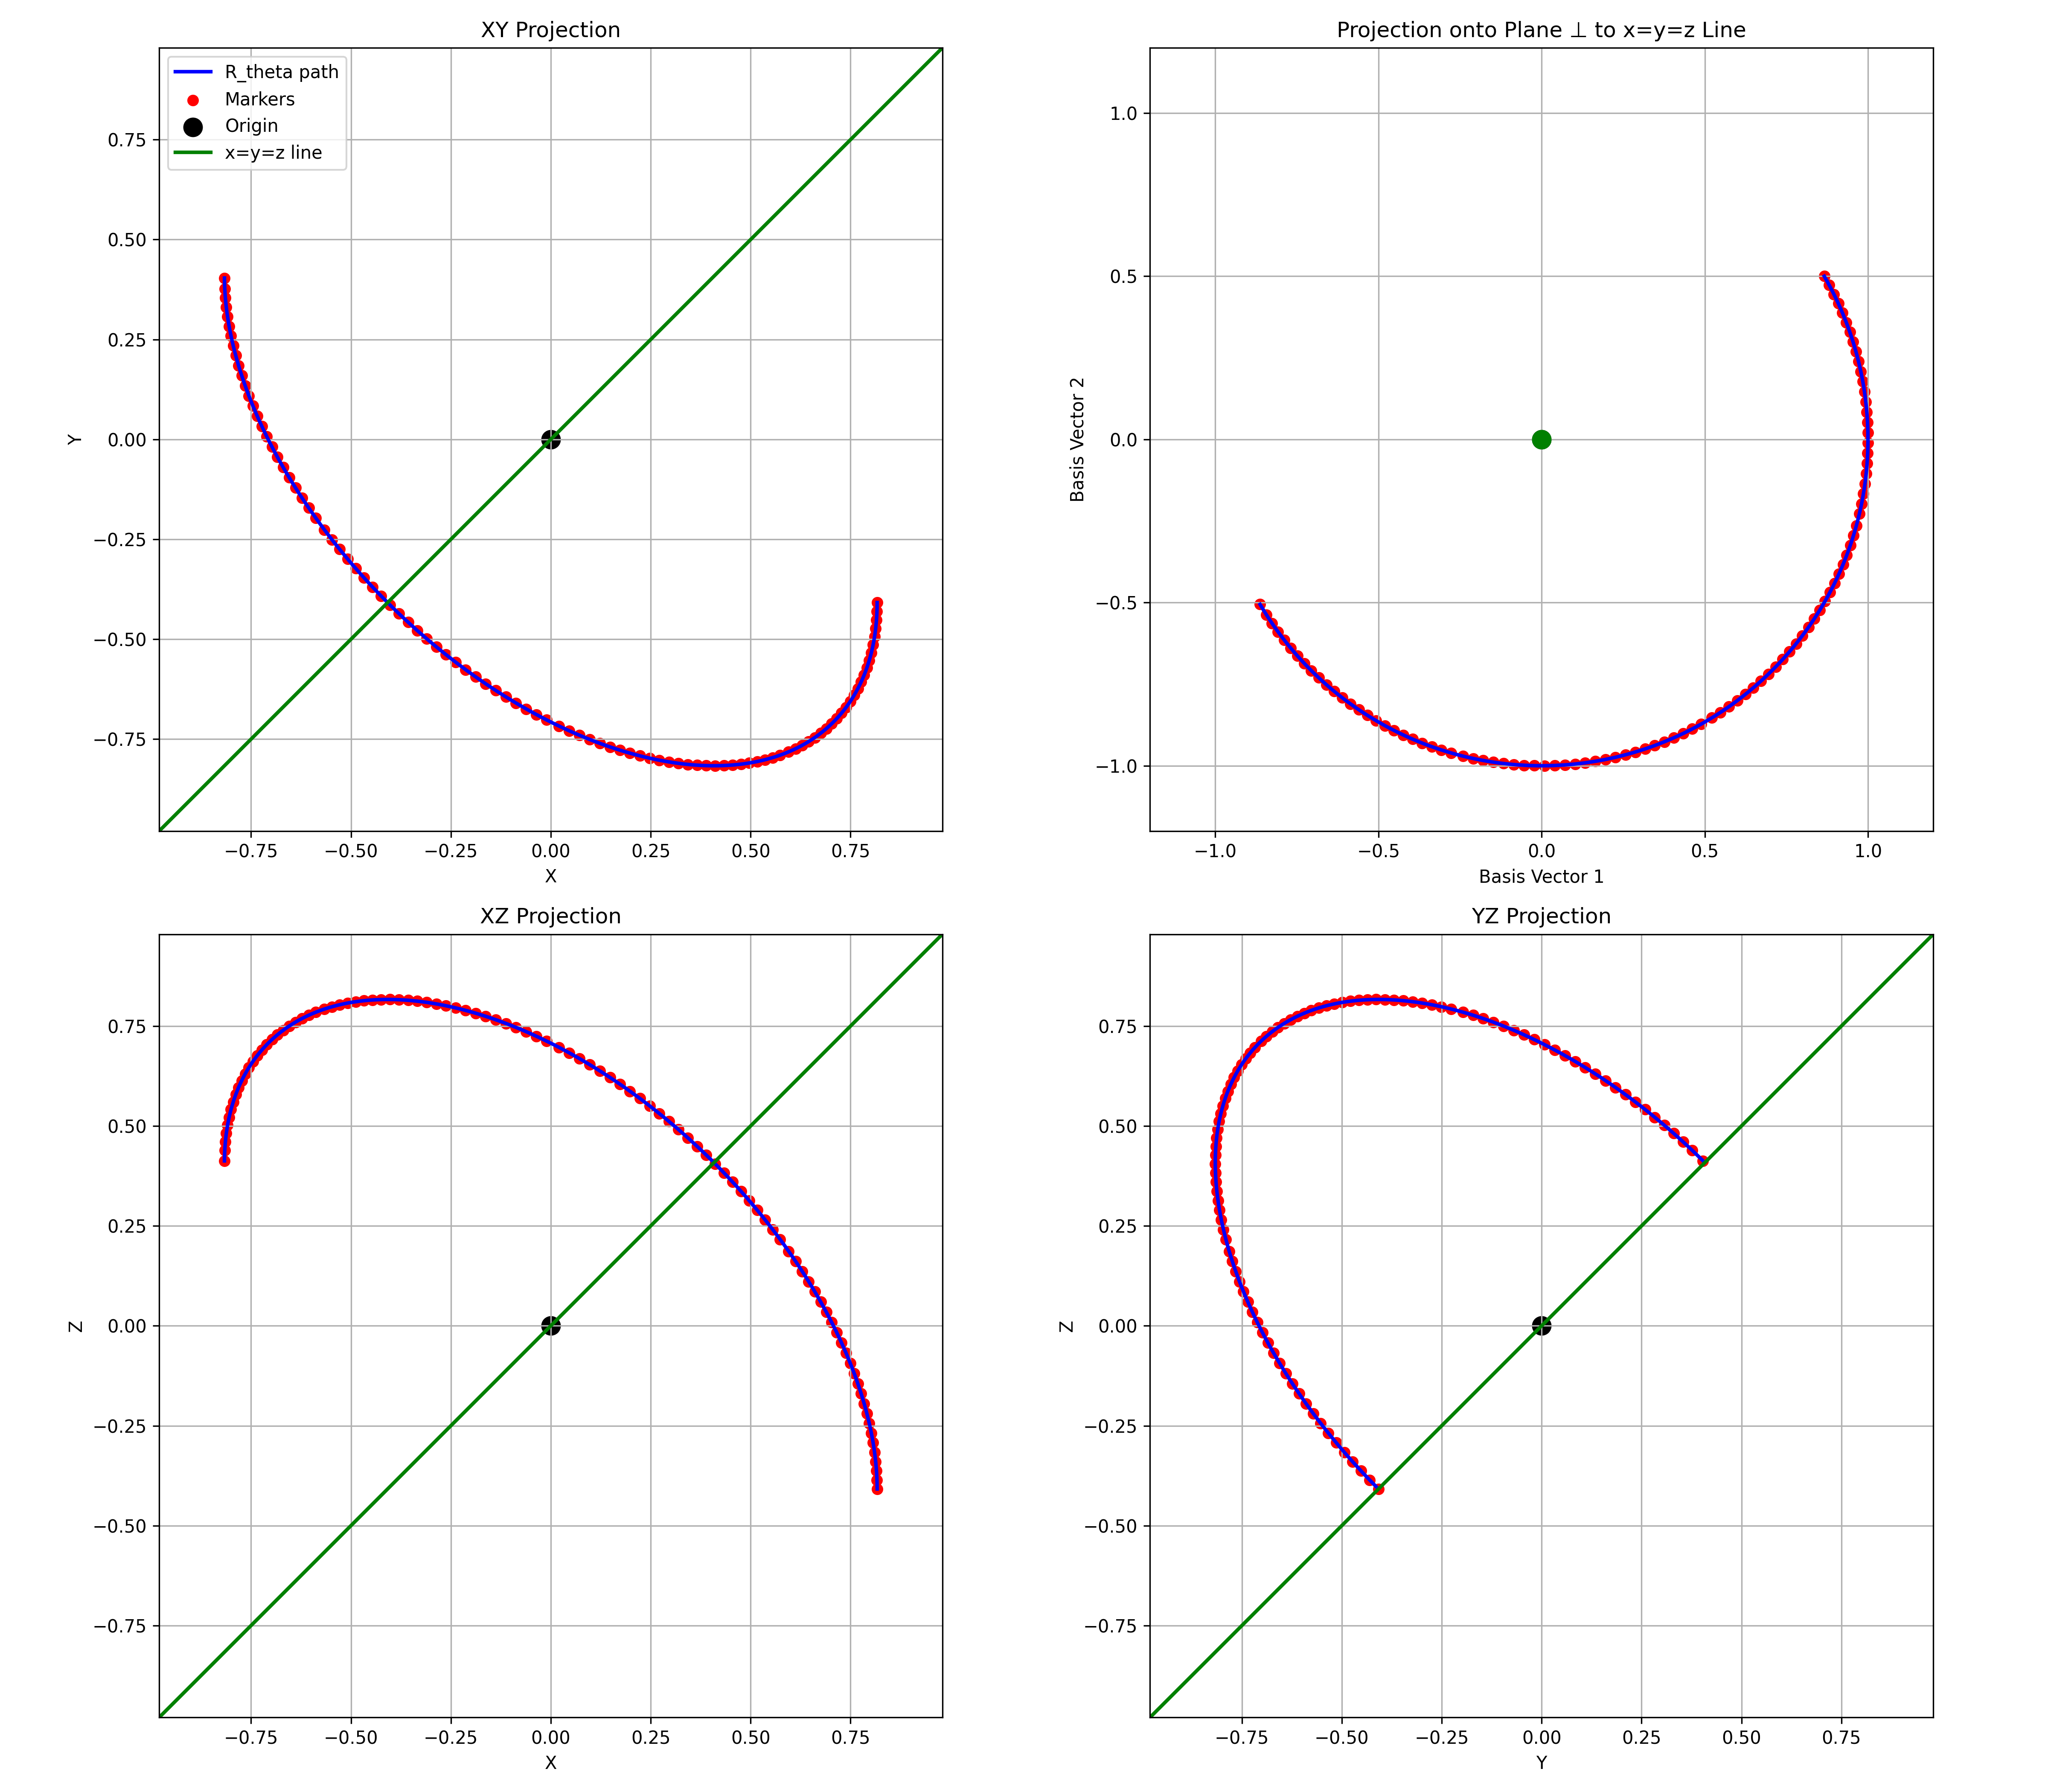 XY Projection
R_theta path
Markers
Origin
x=y=z line
0.75
0.50
0.25
0.00
−0.25
−0.50
−0.75
Y
−0.75 −0.50 −0.25 0.00 0.25 0.50 0.75
X
Projection onto Plane ⊥ to x=y=z Line
1.0
0.5
0.0
−0.5
−1.0
Basis Vector 2
−1.0 −0.5 0.0 0.5 1.0
Basis Vector 1
XZ Projection
0.75
0.50
0.25
0.00
−0.25
−0.50
−0.75
Z
−0.75 −0.50 −0.25 0.00 0.25 0.50 0.75
X
YZ Projection
0.75
0.50
0.25
0.00
−0.25
−0.50
−0.75
Z
−0.75 −0.50 −0.25 0.00 0.25 0.50 0.75
Y